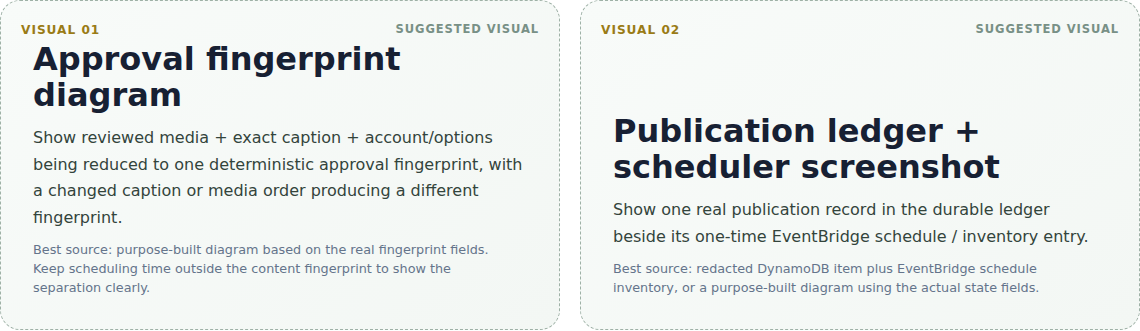 VISUAL 01
SUGGESTED VISUAL
Approval fingerprint
diagram
Show reviewed media + exact caption + account/options
being reduced to one deterministic approval fingerprint, with
a changed caption or media order producing a different
fingerprint.
Best source: purpose-built diagram based on the real fingerprint fields.
Keep scheduling time outside the content fingerprint to show the
separation clearly.
VISUAL 02
SUGGESTED VISUAL
Publication ledger +
scheduler screenshot
Show one real publication record in the durable ledger
beside its one-time EventBridge schedule / inventory entry.
Best source: redacted DynamoDB item plus EventBridge schedule
inventory, or a purpose-built diagram using the actual state fields.